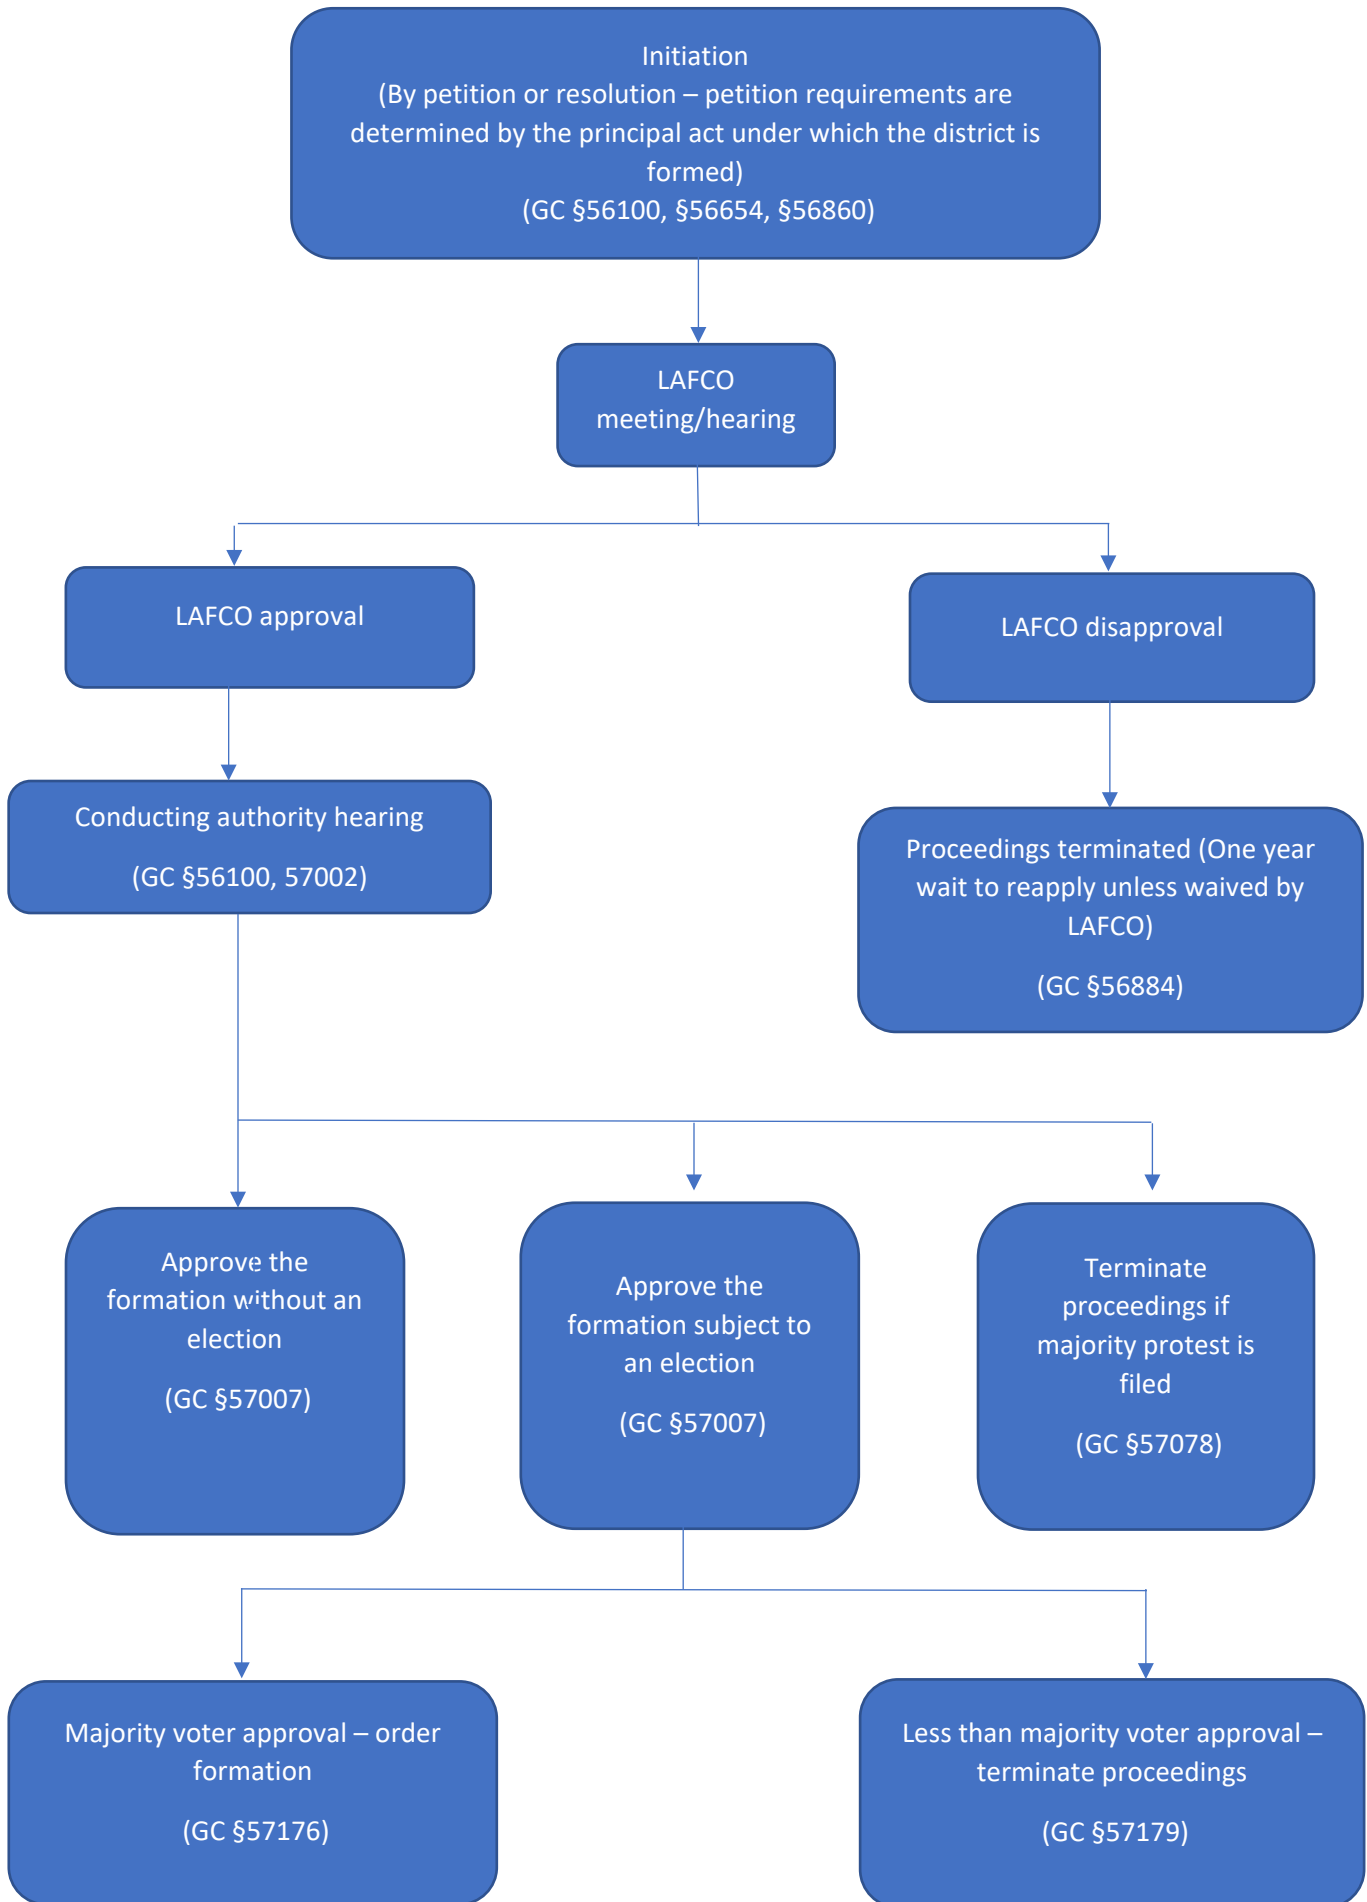 Initiation
(By petition or resolution – petition requirements are
determined by the principal act under which the district is
formed)
(GC §56100, §56654, §56860)
LAFCO
meeting/hearing
LAFCO approval
LAFCO disapproval
Conducting authority hearing
(GC §56100, 57002)
Proceedings terminated (One year
wait to reapply unless waived by
LAFCO)
(GC §56884)
Approve the
formation without an
election
(GC §57007)
Approve the
formation subject to
an election
(GC §57007)
Terminate
proceedings if
majority protest is
filed
(GC §57078)
Majority voter approval – order
formation
(GC §57176)
Less than majority voter approval –
terminate proceedings
(GC §57179)